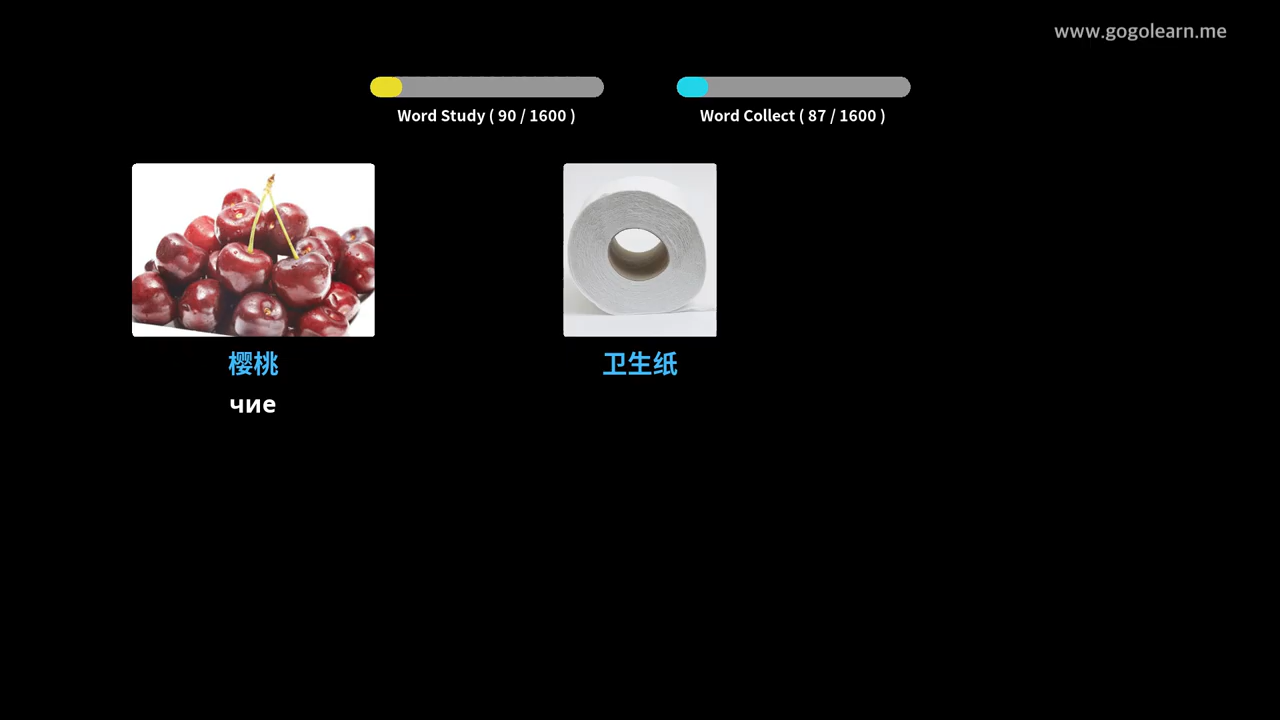 www.gogolearn.me
Word Study ( 90 / 1600 )
Word Collect ( 87 / 1600 )
樱桃
чие
卫生纸